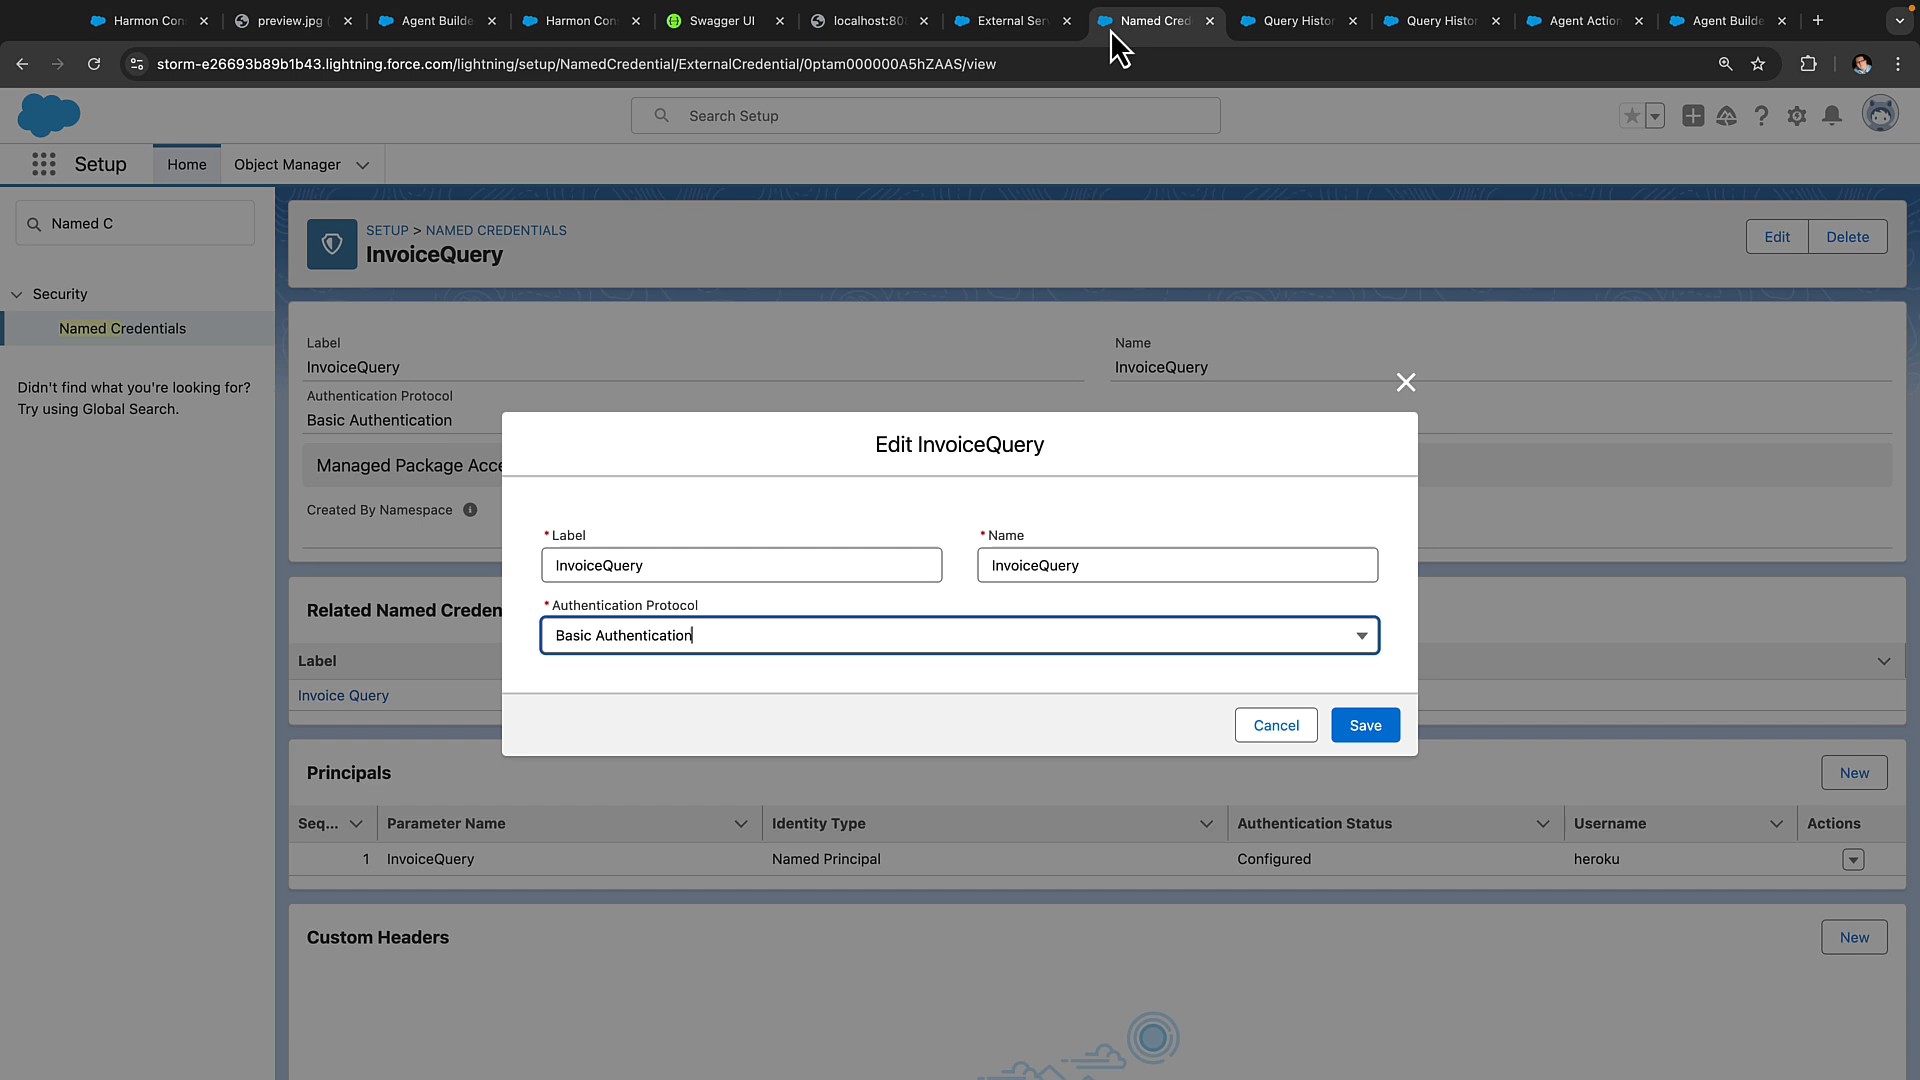 Harmon Con
preview.jpg (
Agent Builde
Harmon Con
Swagger UI
localhost:80
External Ser
Named Cred
Query Histor
Query Histor
Agent Action
Agent Builde
storm-e26693b89b1b43.lightning.force.com/lightning/setup/NamedCredential/ExternalCredential/0ptam000000A5hZAAS/view
Search Setup
Setup
Home
Object Manager
Named C
Security
Named Credentials
Didn't find what you're looking for?
Try using Global Search.
SETUP > NAMED CREDENTIALS
InvoiceQuery
Edit
Delete
Label
InvoiceQuery
Name
InvoiceQuery
Authentication Protocol
Basic Authentication
Managed Package Acce
Created By Namespace
Edit InvoiceQuery
* Label
InvoiceQuery
* Name
InvoiceQuery
* Authentication Protocol
Basic Authentication
Cancel
Save
Related Named Creden
Label
Invoice Query
Principals
New
Seq...
Parameter Name
Identity Type
Authentication Status
Username
Actions
1
InvoiceQuery
Named Principal
Configured
heroku
Custom Headers
New